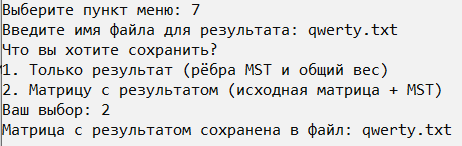 Выберите пункт меню: 7
Введите имя файла для результата: qwerty.txt
Что вы хотите сохранить?
1. Только результат (рёбра MST и общий вес)
2. Матрицу с результатом (исходная матрица + MST)
Ваш выбор: 2
Матрица с результатом сохранена в файл: qwerty.txt